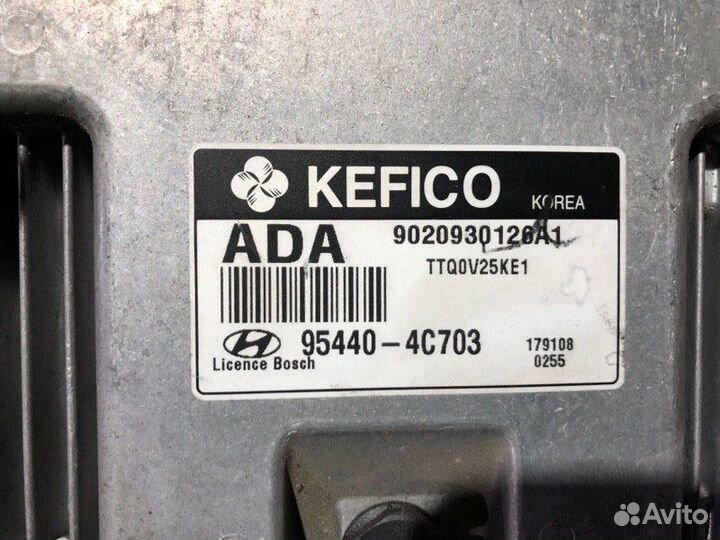 KEFICO KOREA
ADA 9020930126A1
TTQ0V25KE1
95440-4C703 179108
Licence Bosch 0255
Avito